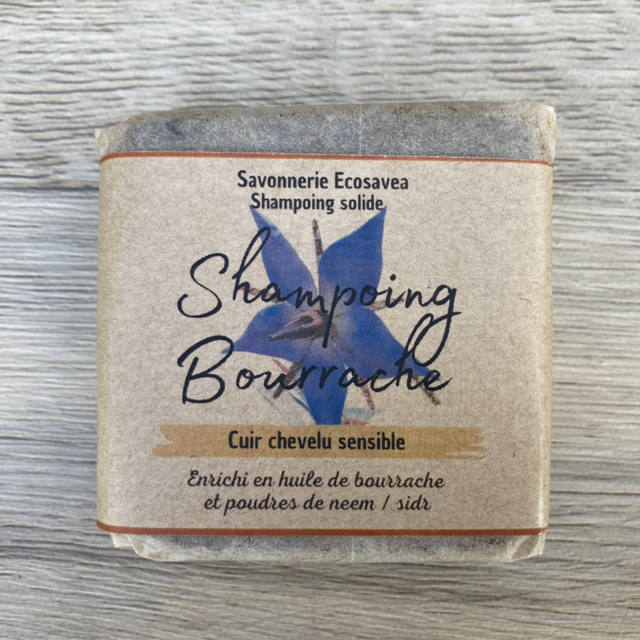 Savonnerie Ecosavea
Shampoing solide
Shampoing
Bourrache
Cuir chevelu sensible
Enrichi en huile de bourrache
et poudres de neem / sidr